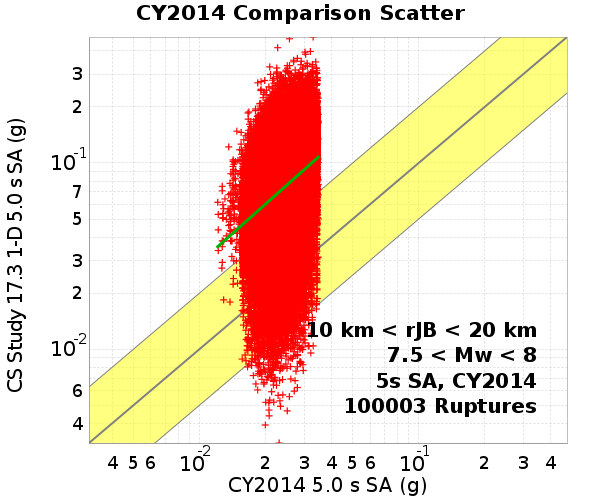 CY2014 Comparison Scatter
CS Study 17.3 1-D 5.0 s SA (g)
3
2
10-1
7
5
3
2
10-2
6
4
10 km < rJB < 20 km
7.5 < Mw < 8
5s SA, CY2014
100003 Ruptures
4 5 6 10-2 2 3 4 5 6 10-1 2 3 4
CY2014 5.0 s SA (g)